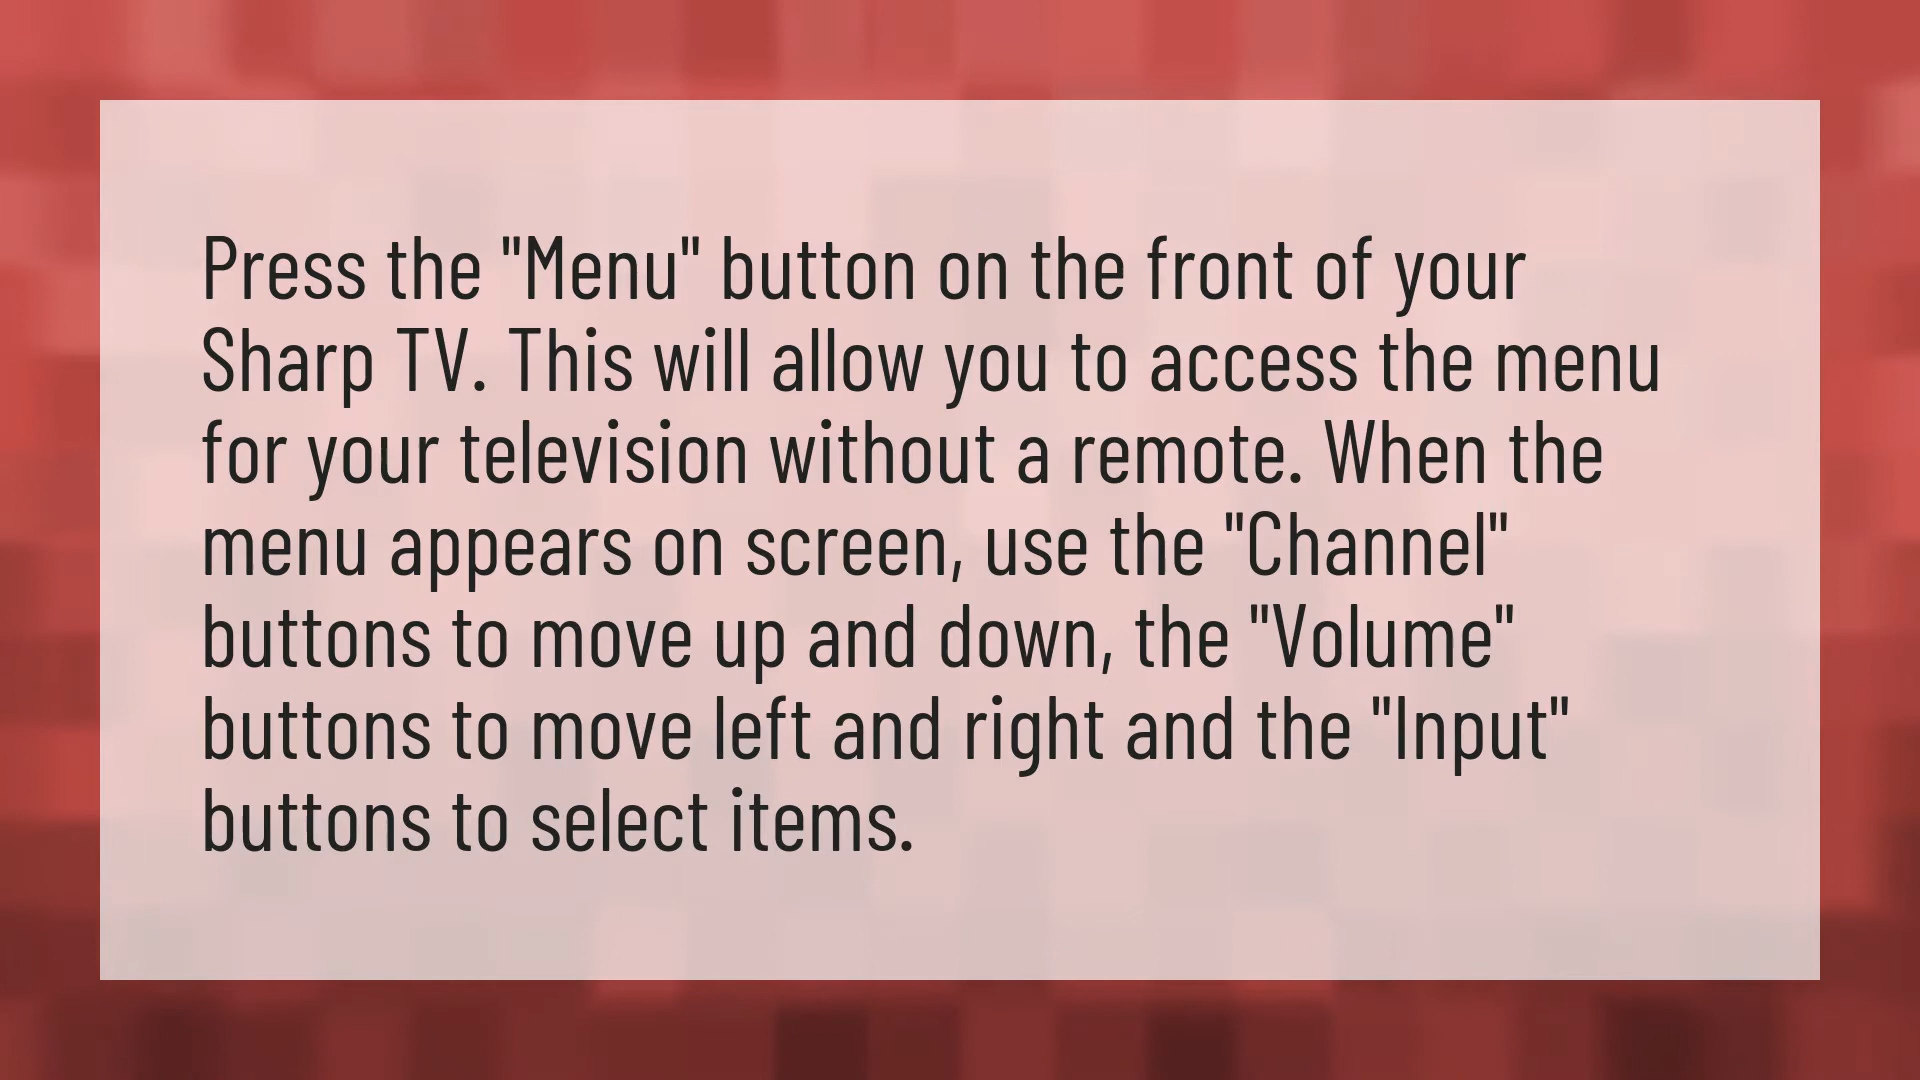 Press the "Menu" button on the front of your
Sharp TV. This will allow you to access the menu
for your television without a remote. When the
menu appears on screen, use the "Channel"
buttons to move up and down, the "Volume"
buttons to move left and right and the "Input"
buttons to select items.